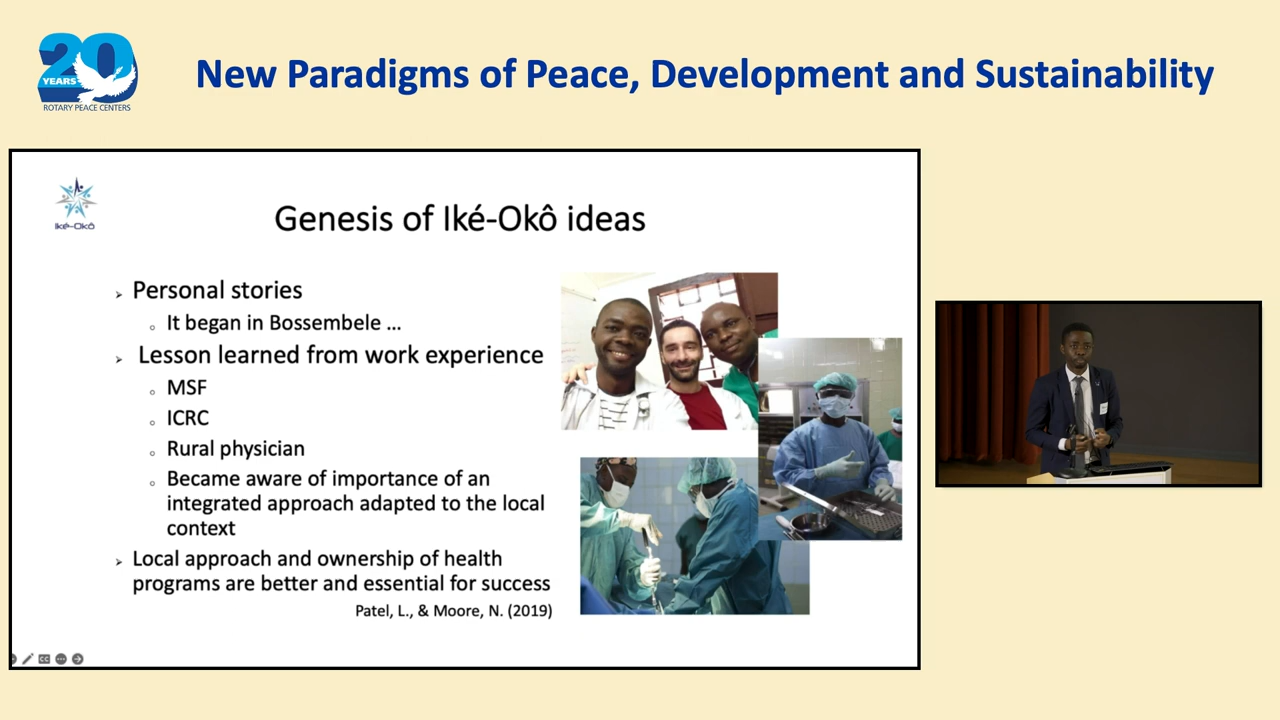 20
YEARS
ROTARY PEACE CENTERS
New Paradigms of Peace, Development and Sustainability
Iké-Okô
Genesis of Iké-Okô ideas
Personal stories
It began in Bossembele ...
Lesson learned from work experience
MSF
ICRC
Rural physician
Became aware of importance of an
integrated approach adapted to the local
context
Local approach and ownership of health
programs are better and essential for success
Patel, L., & Moore, N. (2019)
CC